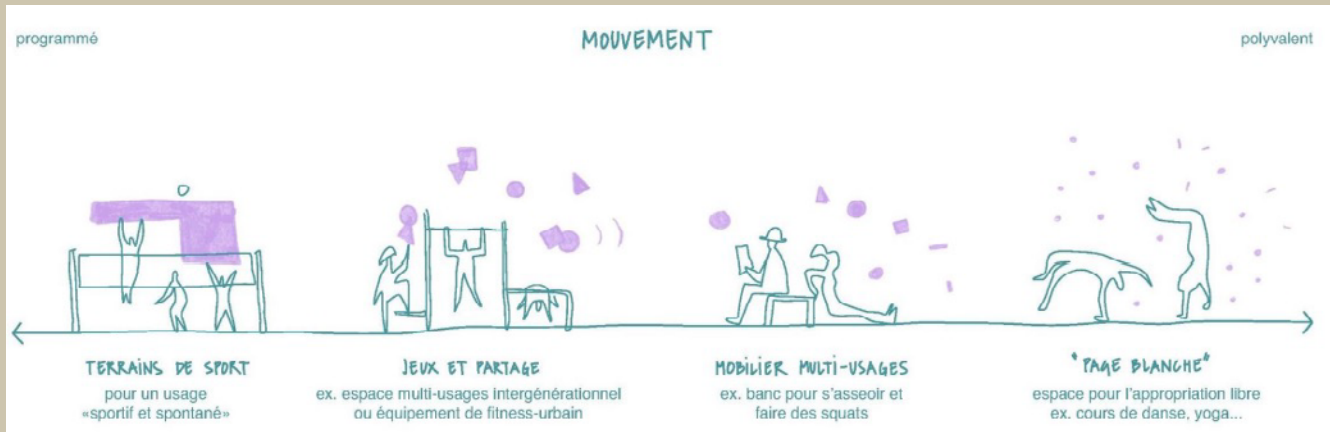 programmé
MOUVEMENT
polyvalent
TERRAINS DE SPORT
pour un usage
«sportif et spontané»
JEUX ET PARTAGE
ex. espace multi-usages intergénérationnel
ou équipement de fitness-urbain
MOBILIER MULTI-USAGES
ex. banc pour s'asseoir et
faire des squats
"PAGE BLANCHE"
espace pour l'appropriation libre
ex. cours de danse, yoga...